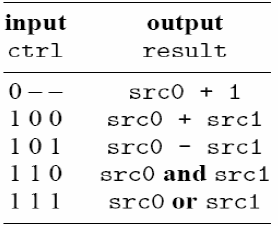 input output
ctrl result
0 – – src0 + 1
1 0 0 src0 + src1
1 0 1 src0 - src1
1 1 0 src0 and src1
1 1 1 src0 or src1